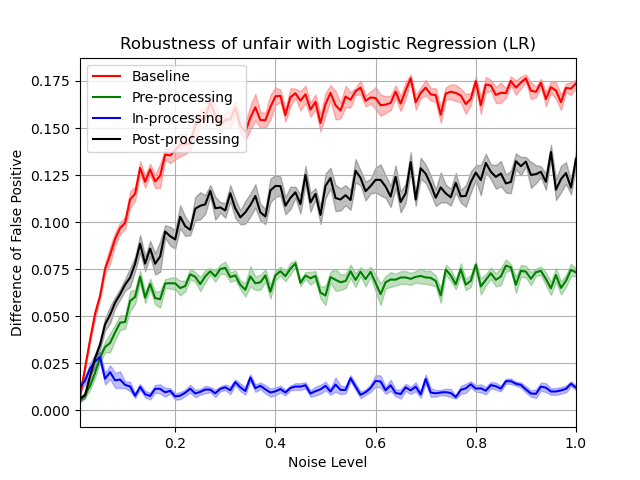 Robustness of unfair with Logistic Regression (LR)
Baseline
Pre-processing
In-processing
Post-processing
Difference of False Positive
0.175
0.150
0.125
0.100
0.075
0.050
0.025
0.000
0.2 0.4 0.6 0.8 1.0
Noise Level